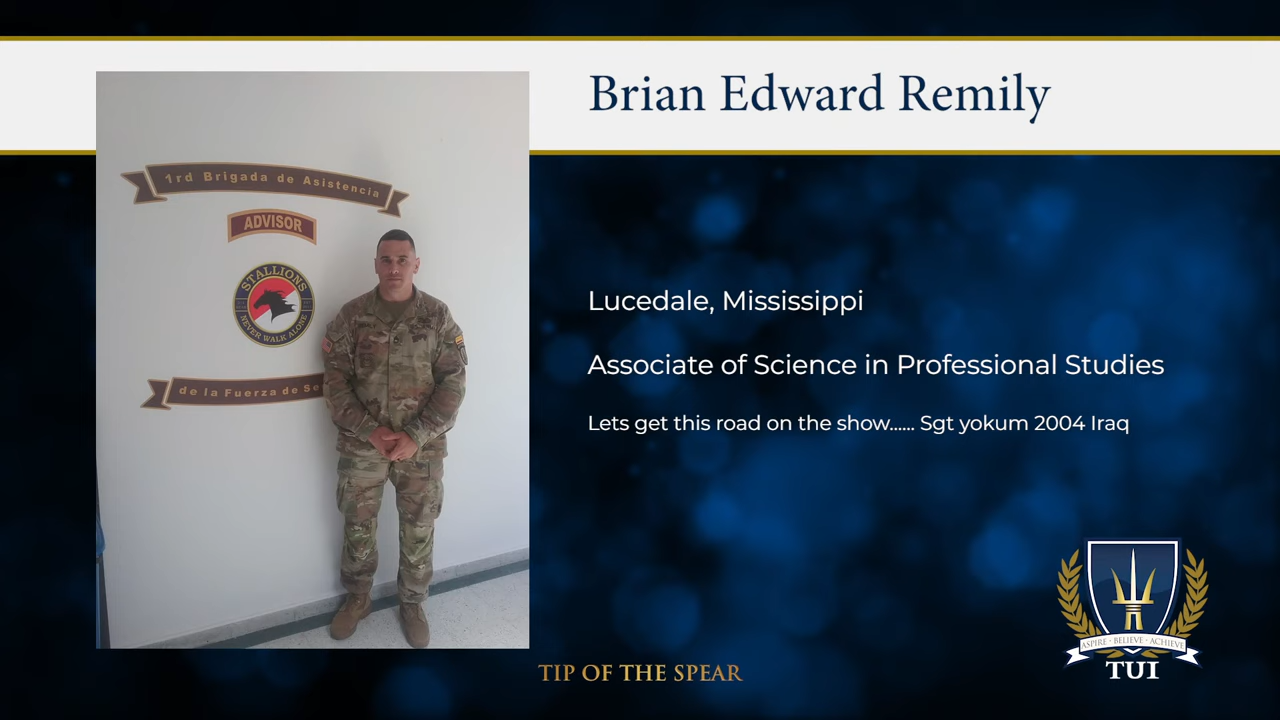 Brian Edward Remily
1rd Brigada de Asistencia
ADVISOR
STALLIONS
NEVER WALK ALONE
de la Fuerza de Se
Lucedale, Mississippi
Associate of Science in Professional Studies
Lets get this road on the show...... Sgt yokum 2004 Iraq
ASPIRE · BELIEVE · ACHIEVE
TUI
TIP OF THE SPEAR